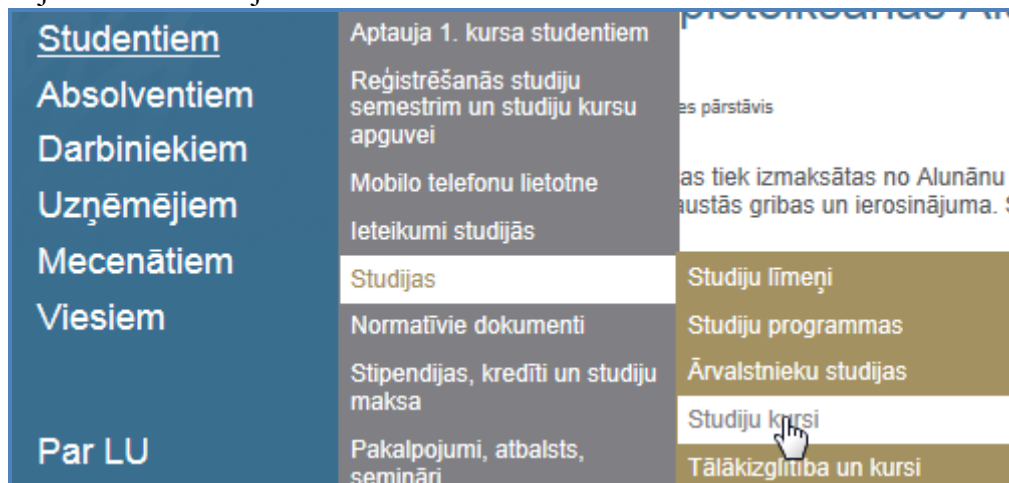 Studentiem
Absolventiem
Darbiniekiem
Uzņēmējiem
Mecenātiem
Viesiem
Par LU
Aptauja 1. kursa studentiem
Reģistrēšanās studiju
semestrim un studiju kursu
apguvei
Mobilo telefonu lietotne
Ieteikumi studijās
Studijas
Normatīvie dokumenti
Stipendijas, kredīti un studiju
maksa
Pakalpojumi, atbalsts,
semināri
es pārstāvis
as tiek izmaksātas no Alunānu
austās gribas un ierosinājuma.
Studiju līmeņi
Studiju programmas
Ārvalstnieku studijas
Studiju kursi
Tālākizglītība un kursi